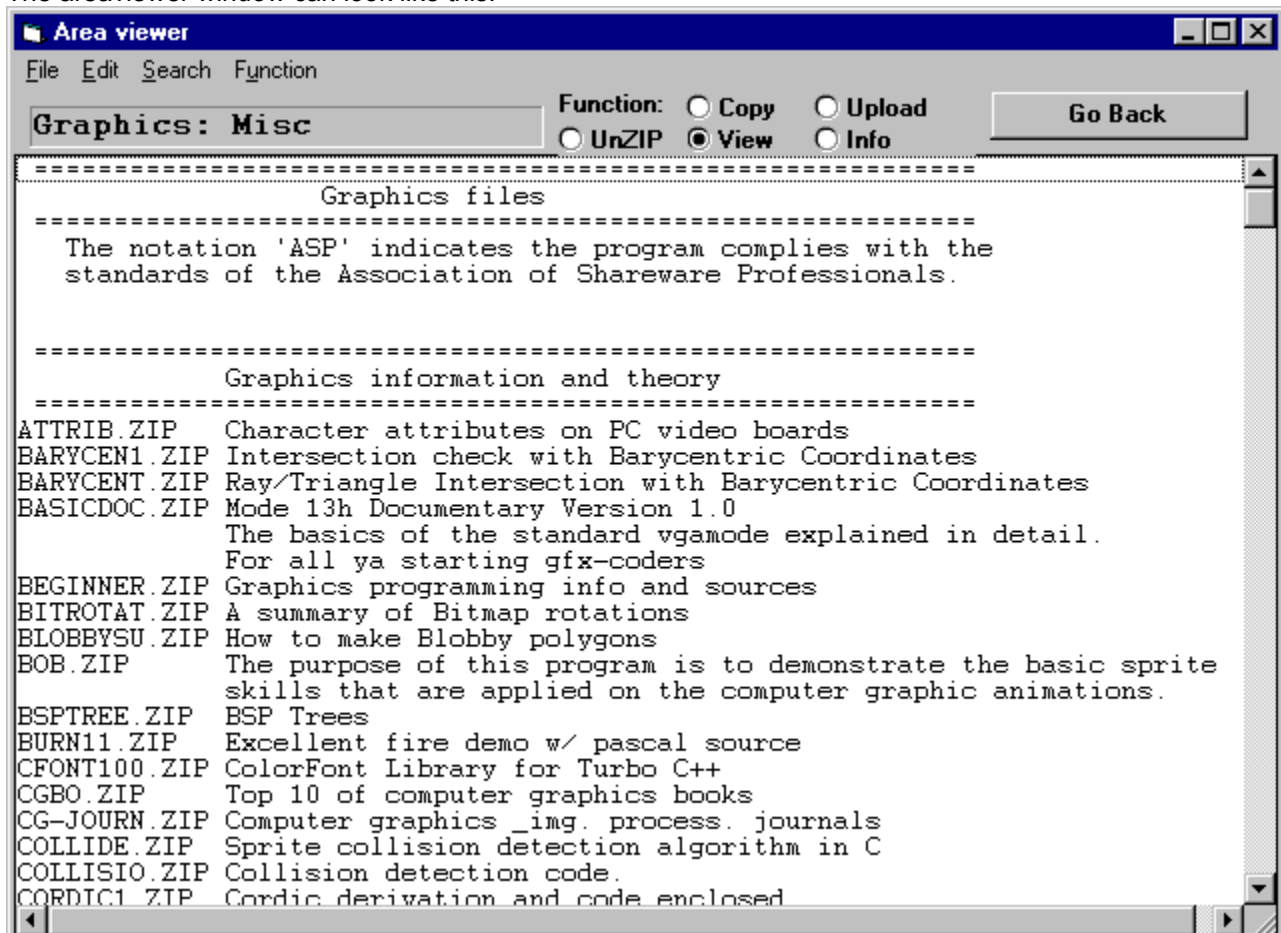 The areaviewer window can look like this:
Area viewer
File Edit Search Function
Graphics: Misc
Function: Copy Upload
UnZIP View Info
Go Back
===========================================================
Graphics files
===========================================================
The notation 'ASP' indicates the program complies with the
standards of the Association of Shareware Professionals.
===========================================================
Graphics information and theory
===========================================================
ATTRIB.ZIP Character attributes on PC video boards
BARYCEN1.ZIP Intersection check with Barycentric Coordinates
BARYCENT.ZIP Ray/Triangle Intersection with Barycentric Coordinates
BASICDOC.ZIP Mode 13h Documentary Version 1.0
The basics of the standard vgamode explained in detail.
For all ya starting gfx-coders
BEGINNER.ZIP Graphics programming info and sources
BITROTAT.ZIP A summary of Bitmap rotations
BLOBBYSU.ZIP How to make Blobby polygons
BOB.ZIP The purpose of this program is to demonstrate the basic sprite
skills that are applied on the computer graphic animations.
BSPTREE.ZIP BSP Trees
BURN11.ZIP Excellent fire demo w/ pascal source
CFONT100.ZIP ColorFont Library for Turbo C++
CGBO.ZIP Top 10 of computer graphics books
CG-JOURN.ZIP Computer graphics _img. process. journals
COLLIDE.ZIP Sprite collision detection algorithm in C
COLLISIO.ZIP Collision detection code.
CORDIC1.ZIP Cordic derivation and code enclosed